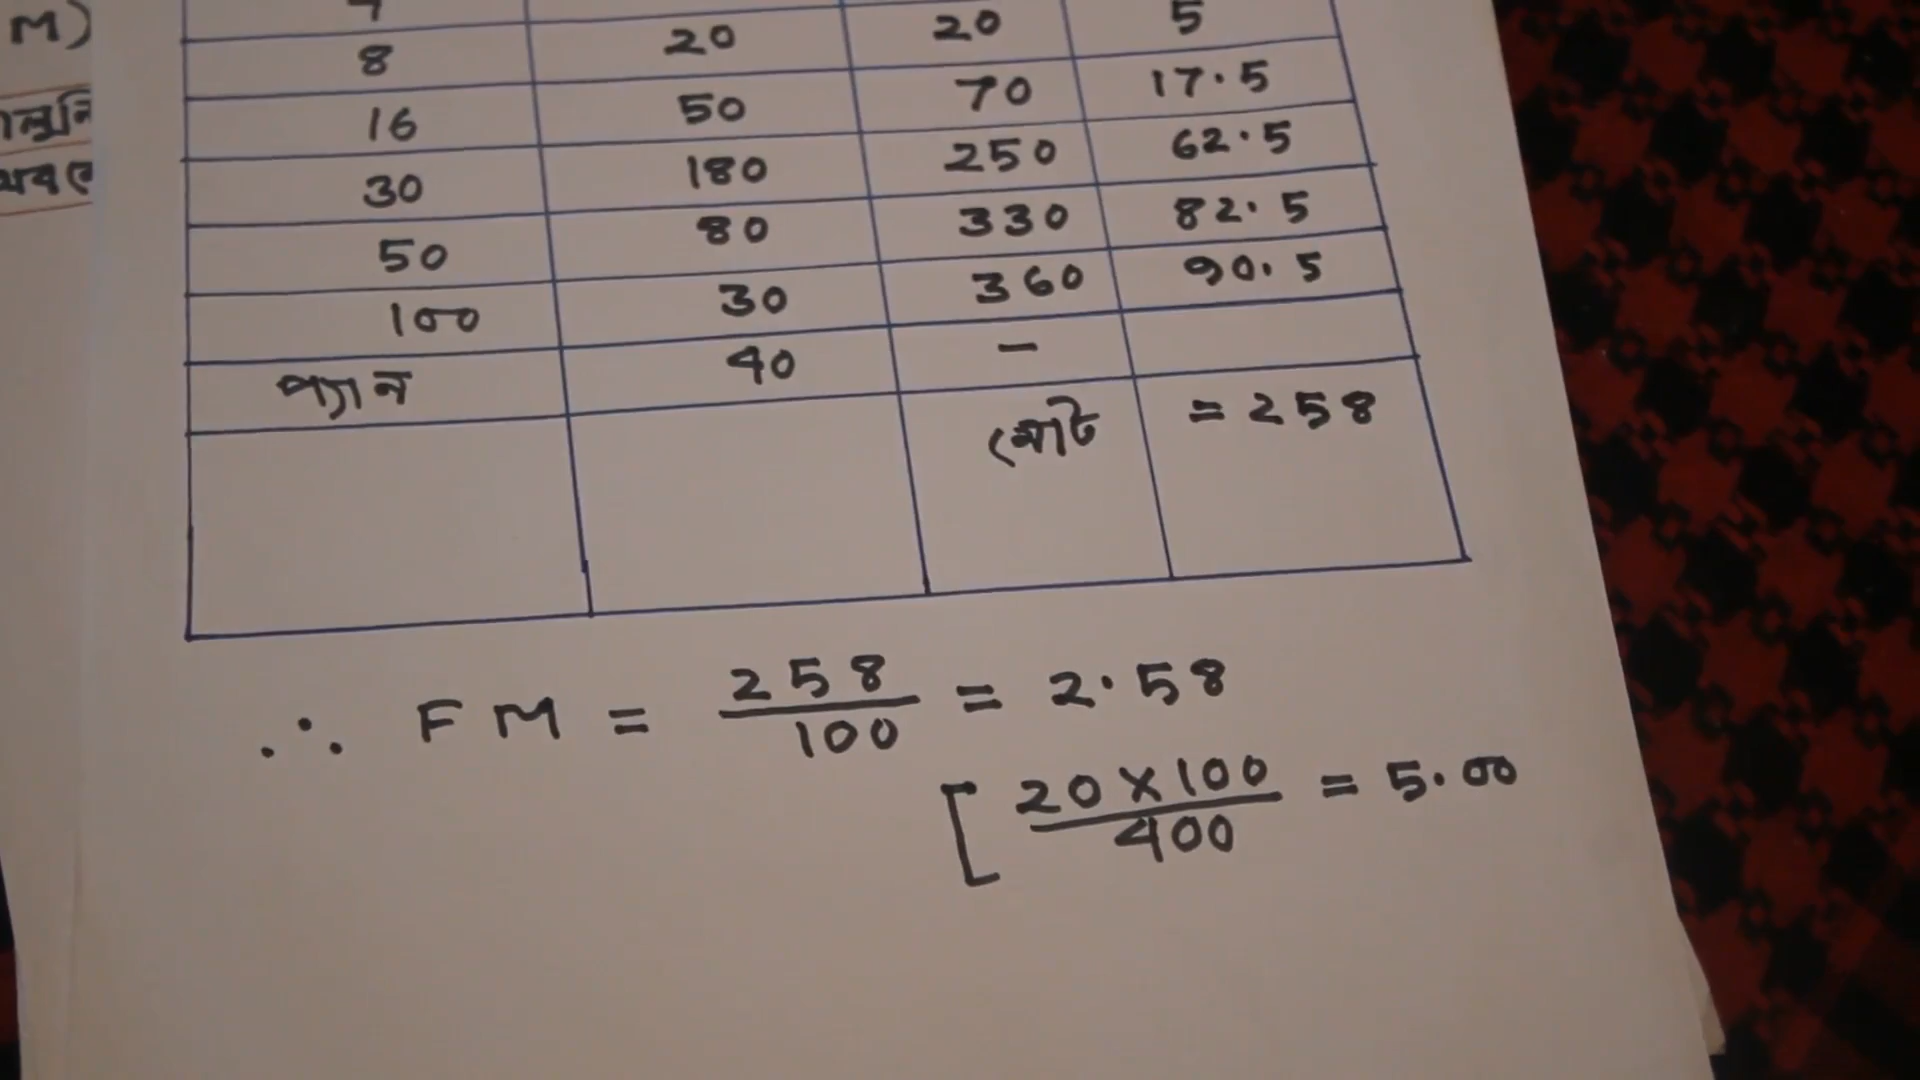 M)
8 20 20 5
16 50 70 17.5
30 180 250 62.5
50 80 330 82.5
100 30 360 90.5
প্যান 40 –
মোট = 258
∴ FM = 258/100 = 2.58
[ 20 × 100 / 400 = 5.00